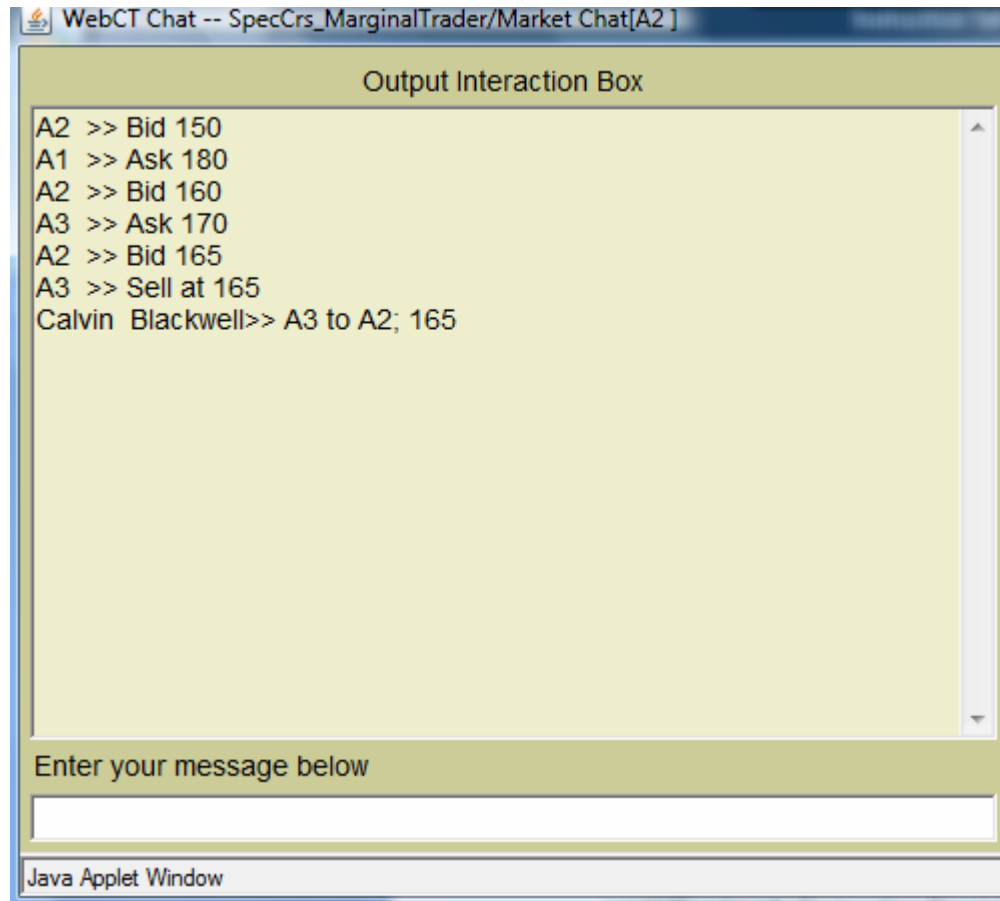 WebCT Chat -- SpecCrs_MarginalTrader/Market Chat[A2 ]
Output Interaction Box
A2 >> Bid 150
A1 >> Ask 180
A2 >> Bid 160
A3 >> Ask 170
A2 >> Bid 165
A3 >> Sell at 165
Calvin Blackwell>> A3 to A2; 165
Enter your message below
Java Applet Window